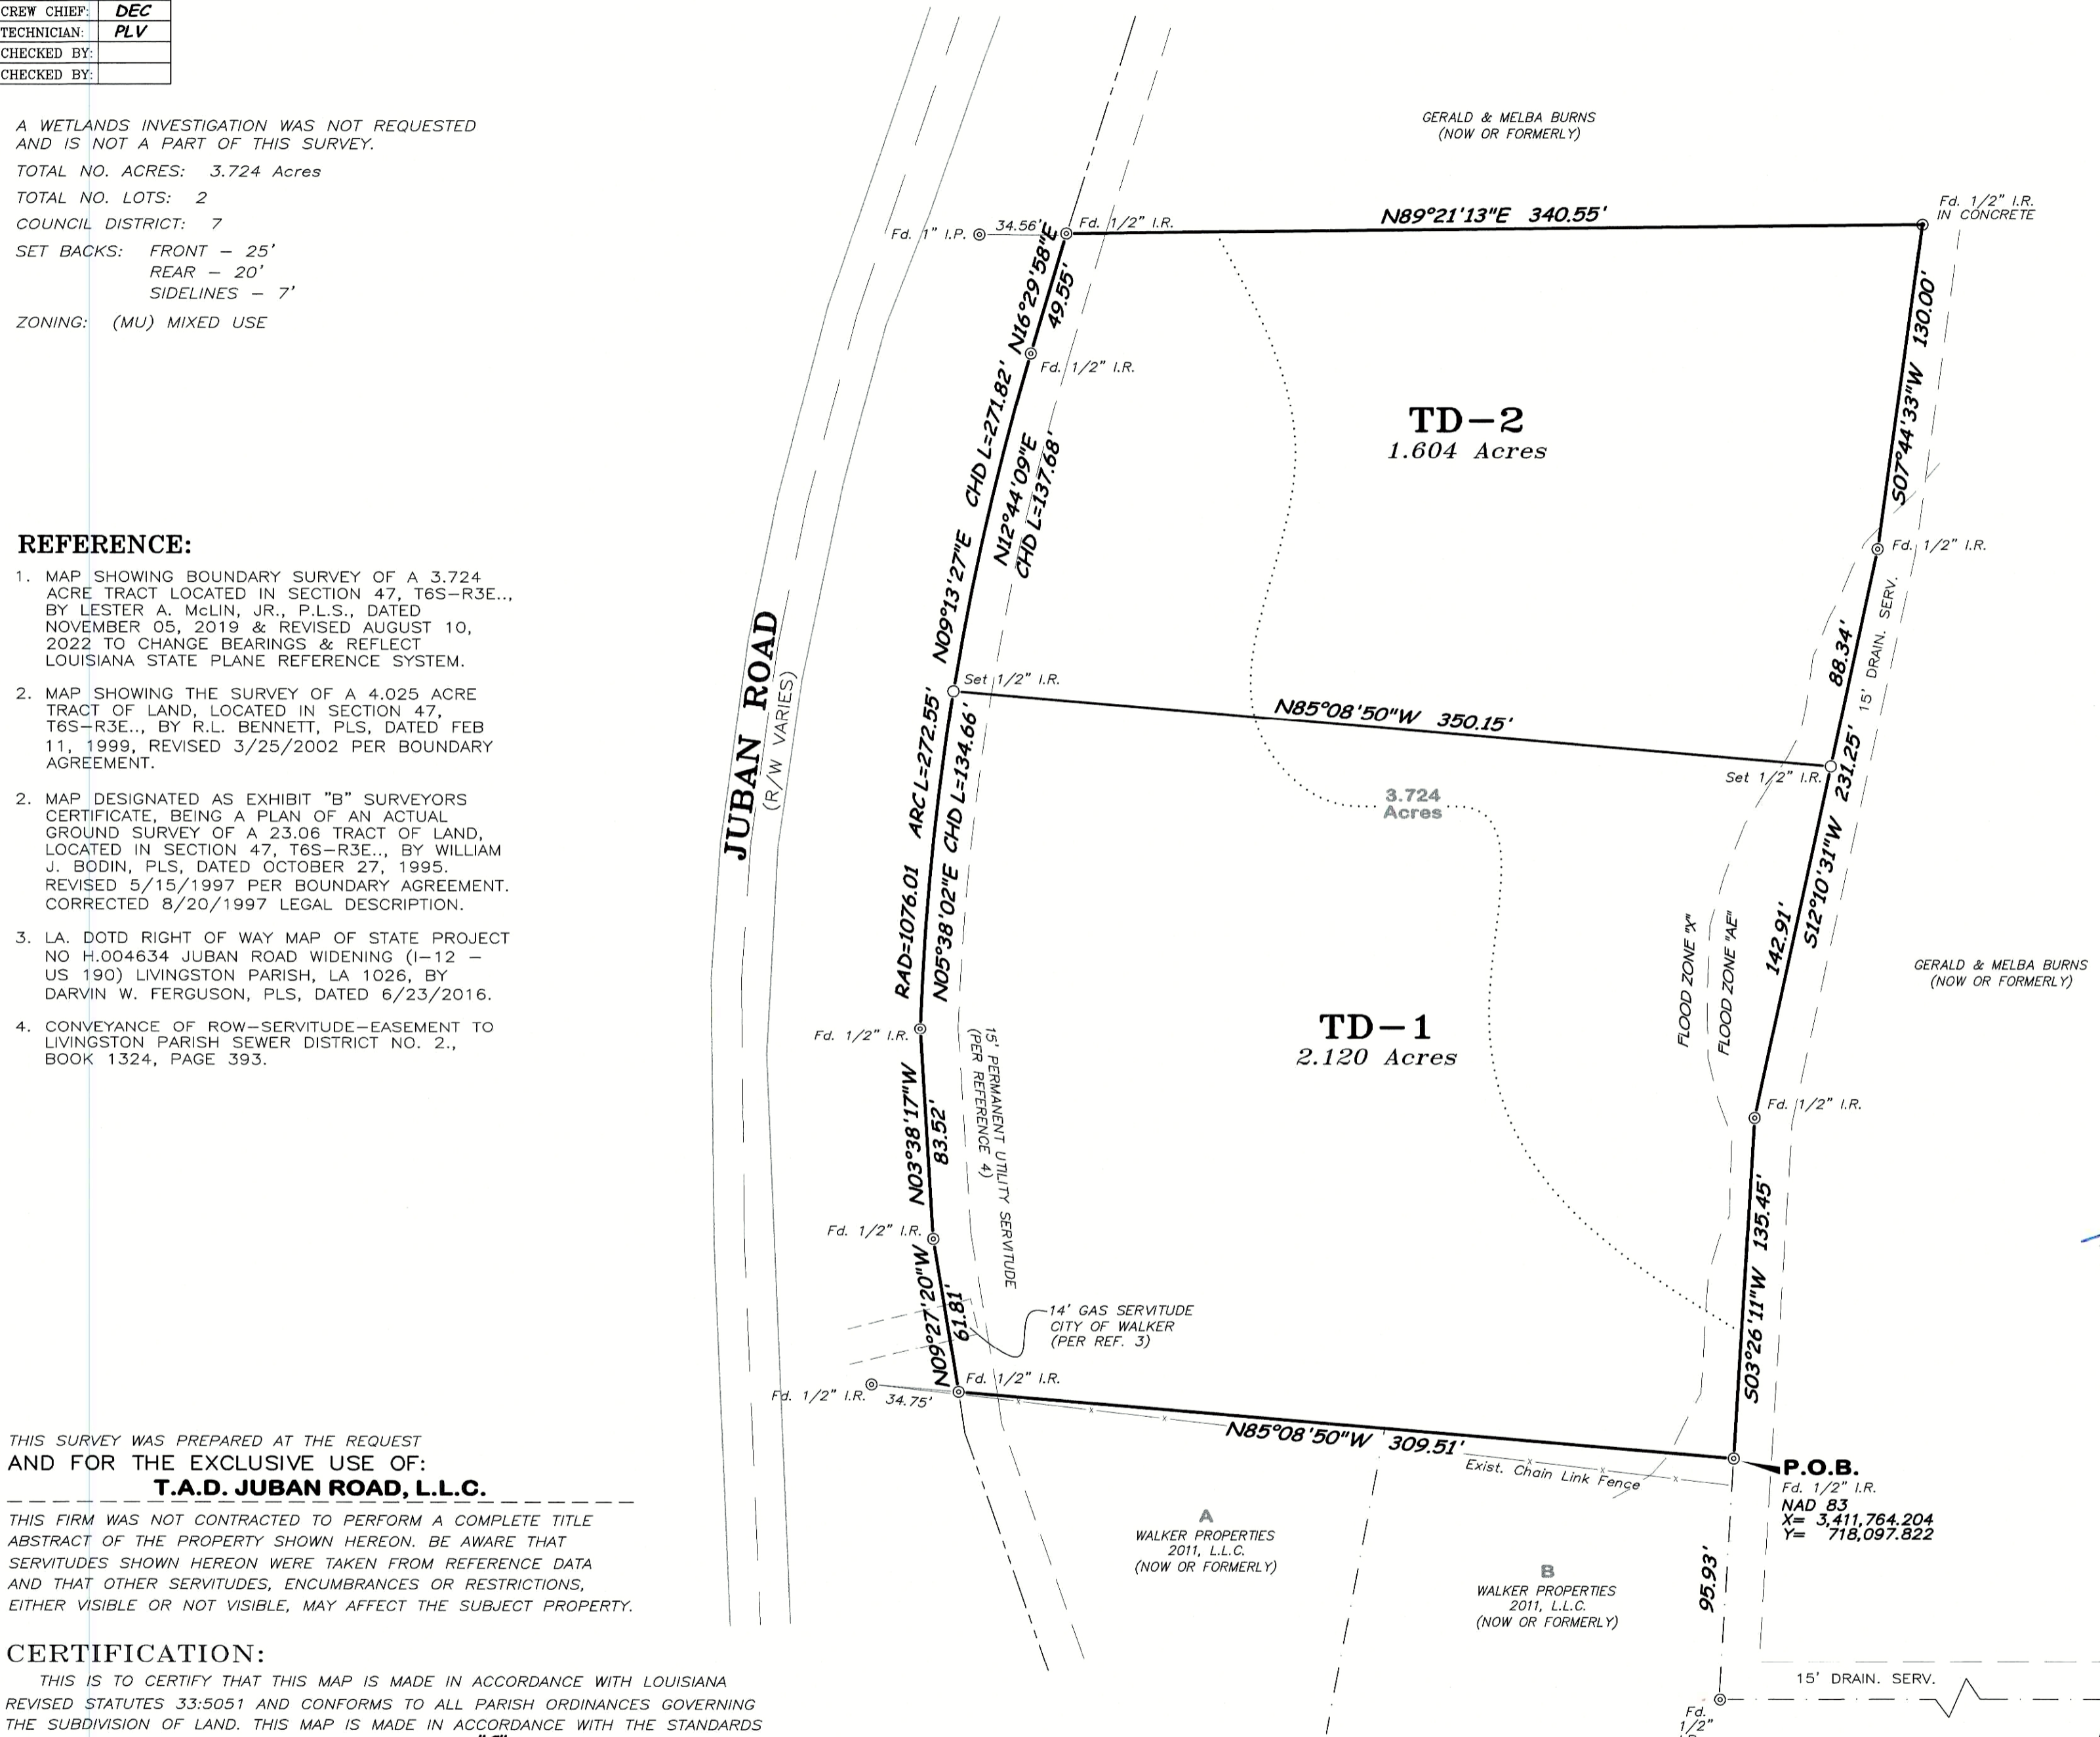 CREW CHIEF: DEC
TECHNICIAN: PLV
CHECKED BY:
CHECKED BY:
A WETLANDS INVESTIGATION WAS NOT REQUESTED
AND IS NOT A PART OF THIS SURVEY.
TOTAL NO. ACRES: 3.724 Acres
TOTAL NO. LOTS: 2
COUNCIL DISTRICT: 7
SET BACKS: FRONT – 25'
REAR – 20'
SIDELINES – 7'
ZONING: (MU) MIXED USE
REFERENCE:
1. MAP SHOWING BOUNDARY SURVEY OF A 3.724
ACRE TRACT LOCATED IN SECTION 47, T6S–R3E..,
BY LESTER A. McLIN, JR., P.L.S., DATED
NOVEMBER 05, 2019 & REVISED AUGUST 10,
2022 TO CHANGE BEARINGS & REFLECT
LOUISIANA STATE PLANE REFERENCE SYSTEM.
2. MAP SHOWING THE SURVEY OF A 4.025 ACRE
TRACT OF LAND, LOCATED IN SECTION 47,
T6S–R3E.., BY R.L. BENNETT, PLS, DATED FEB
11, 1999, REVISED 3/25/2002 PER BOUNDARY
AGREEMENT.
2. MAP DESIGNATED AS EXHIBIT "B" SURVEYORS
CERTIFICATE, BEING A PLAN OF AN ACTUAL
GROUND SURVEY OF A 23.06 TRACT OF LAND,
LOCATED IN SECTION 47, T6S–R3E.., BY WILLIAM
J. BODIN, PLS, DATED OCTOBER 27, 1995.
REVISED 5/15/1997 PER BOUNDARY AGREEMENT.
CORRECTED 8/20/1997 LEGAL DESCRIPTION.
3. LA. DOTD RIGHT OF WAY MAP OF STATE PROJECT
NO H.004634 JUBAN ROAD WIDENING (I–12 –
US 190) LIVINGSTON PARISH, LA 1026, BY
DARVIN W. FERGUSON, PLS, DATED 6/23/2016.
4. CONVEYANCE OF ROW–SERVITUDE–EASEMENT TO
LIVINGSTON PARISH SEWER DISTRICT NO. 2.,
BOOK 1324, PAGE 393.
THIS SURVEY WAS PREPARED AT THE REQUEST
AND FOR THE EXCLUSIVE USE OF:
T.A.D. JUBAN ROAD, L.L.C.
THIS FIRM WAS NOT CONTRACTED TO PERFORM A COMPLETE TITLE
ABSTRACT OF THE PROPERTY SHOWN HEREON. BE AWARE THAT
SERVITUDES SHOWN HEREON WERE TAKEN FROM REFERENCE DATA
AND THAT OTHER SERVITUDES, ENCUMBRANCES OR RESTRICTIONS,
EITHER VISIBLE OR NOT VISIBLE, MAY AFFECT THE SUBJECT PROPERTY.
CERTIFICATION:
THIS IS TO CERTIFY THAT THIS MAP IS MADE IN ACCORDANCE WITH LOUISIANA
REVISED STATUTES 33:5051 AND CONFORMS TO ALL PARISH ORDINANCES GOVERNING
THE SUBDIVISION OF LAND. THIS MAP IS MADE IN ACCORDANCE WITH THE STANDARDS
GERALD & MELBA BURNS
(NOW OR FORMERLY)
Fd. 1" I.P.
34.56'
Fd. 1/2" I.R.
N89°21'13"E 340.55'
Fd. 1/2" I.R.
IN CONCRETE
N16°29'58"E
49.55'
Fd. 1/2" I.R.
S07°44'33"W 130.00'
TD–2
1.604 Acres
N09°13'27"E CHD L=271.82'
N12°44'09"E
CHD L=137.68'
Fd. 1/2" I.R.
88.34'
15' DRAIN. SERV.
JUBAN ROAD
(R/W VARIES)
Set 1/2" I.R.
N85°08'50"W 350.15'
Set 1/2" I.R.
3.724
Acres
RAD=1076.01 ARC L=272.55'
N05°38'02"E CHD L=134.66'
S12°10'31"W 231.25'
142.91'
FLOOD ZONE "X"
FLOOD ZONE "AE"
GERALD & MELBA BURNS
(NOW OR FORMERLY)
TD–1
2.120 Acres
Fd. 1/2" I.R.
N03°38'17"W
83.52'
15' PERMANENT UTILITY SERVITUDE
(PER REFERENCE 4)
Fd. 1/2" I.R.
Fd. 1/2" I.R.
S03°26'11"W 135.45'
N09°27'20"W
61.81'
14' GAS SERVITUDE
CITY OF WALKER
(PER REF. 3)
Fd. 1/2" I.R.
34.75'
Fd. 1/2" I.R.
N85°08'50"W 309.51'
Exist. Chain Link Fence
P.O.B.
Fd. 1/2" I.R.
NAD 83
X= 3,411,764.204
Y= 718,097.822
A
WALKER PROPERTIES
2011, L.L.C.
(NOW OR FORMERLY)
B
WALKER PROPERTIES
2011, L.L.C.
(NOW OR FORMERLY)
95.93'
15' DRAIN. SERV.
Fd.
1/2"